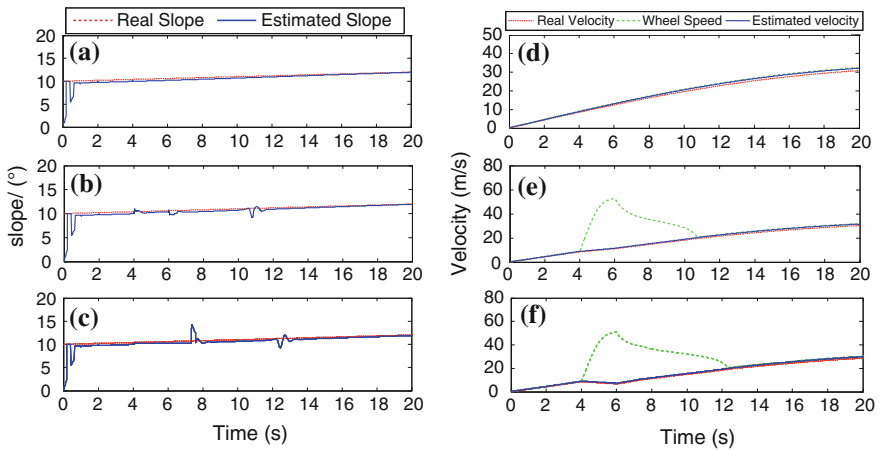 Real Slope Estimated Slope
Real Velocity Wheel Speed Estimated velocity
(a)
20
15
10
5
0
0 2 4 6 8 10 12 14 16 18 20
(b)
20
15
10
5
0
0 2 4 6 8 10 12 14 16 18 20
(c)
20
15
10
5
0
0 2 4 6 8 10 12 14 16 18 20
slope/ (°)
Time (s)
(d)
50
40
30
20
10
0
0 2 4 6 8 10 12 14 16 18 20
(e)
80
60
40
20
0
0 2 4 6 8 10 12 14 16 18 20
(f)
80
60
40
20
0
0 2 4 6 8 10 12 14 16 18 20
Velocity (m/s)
Time (s)